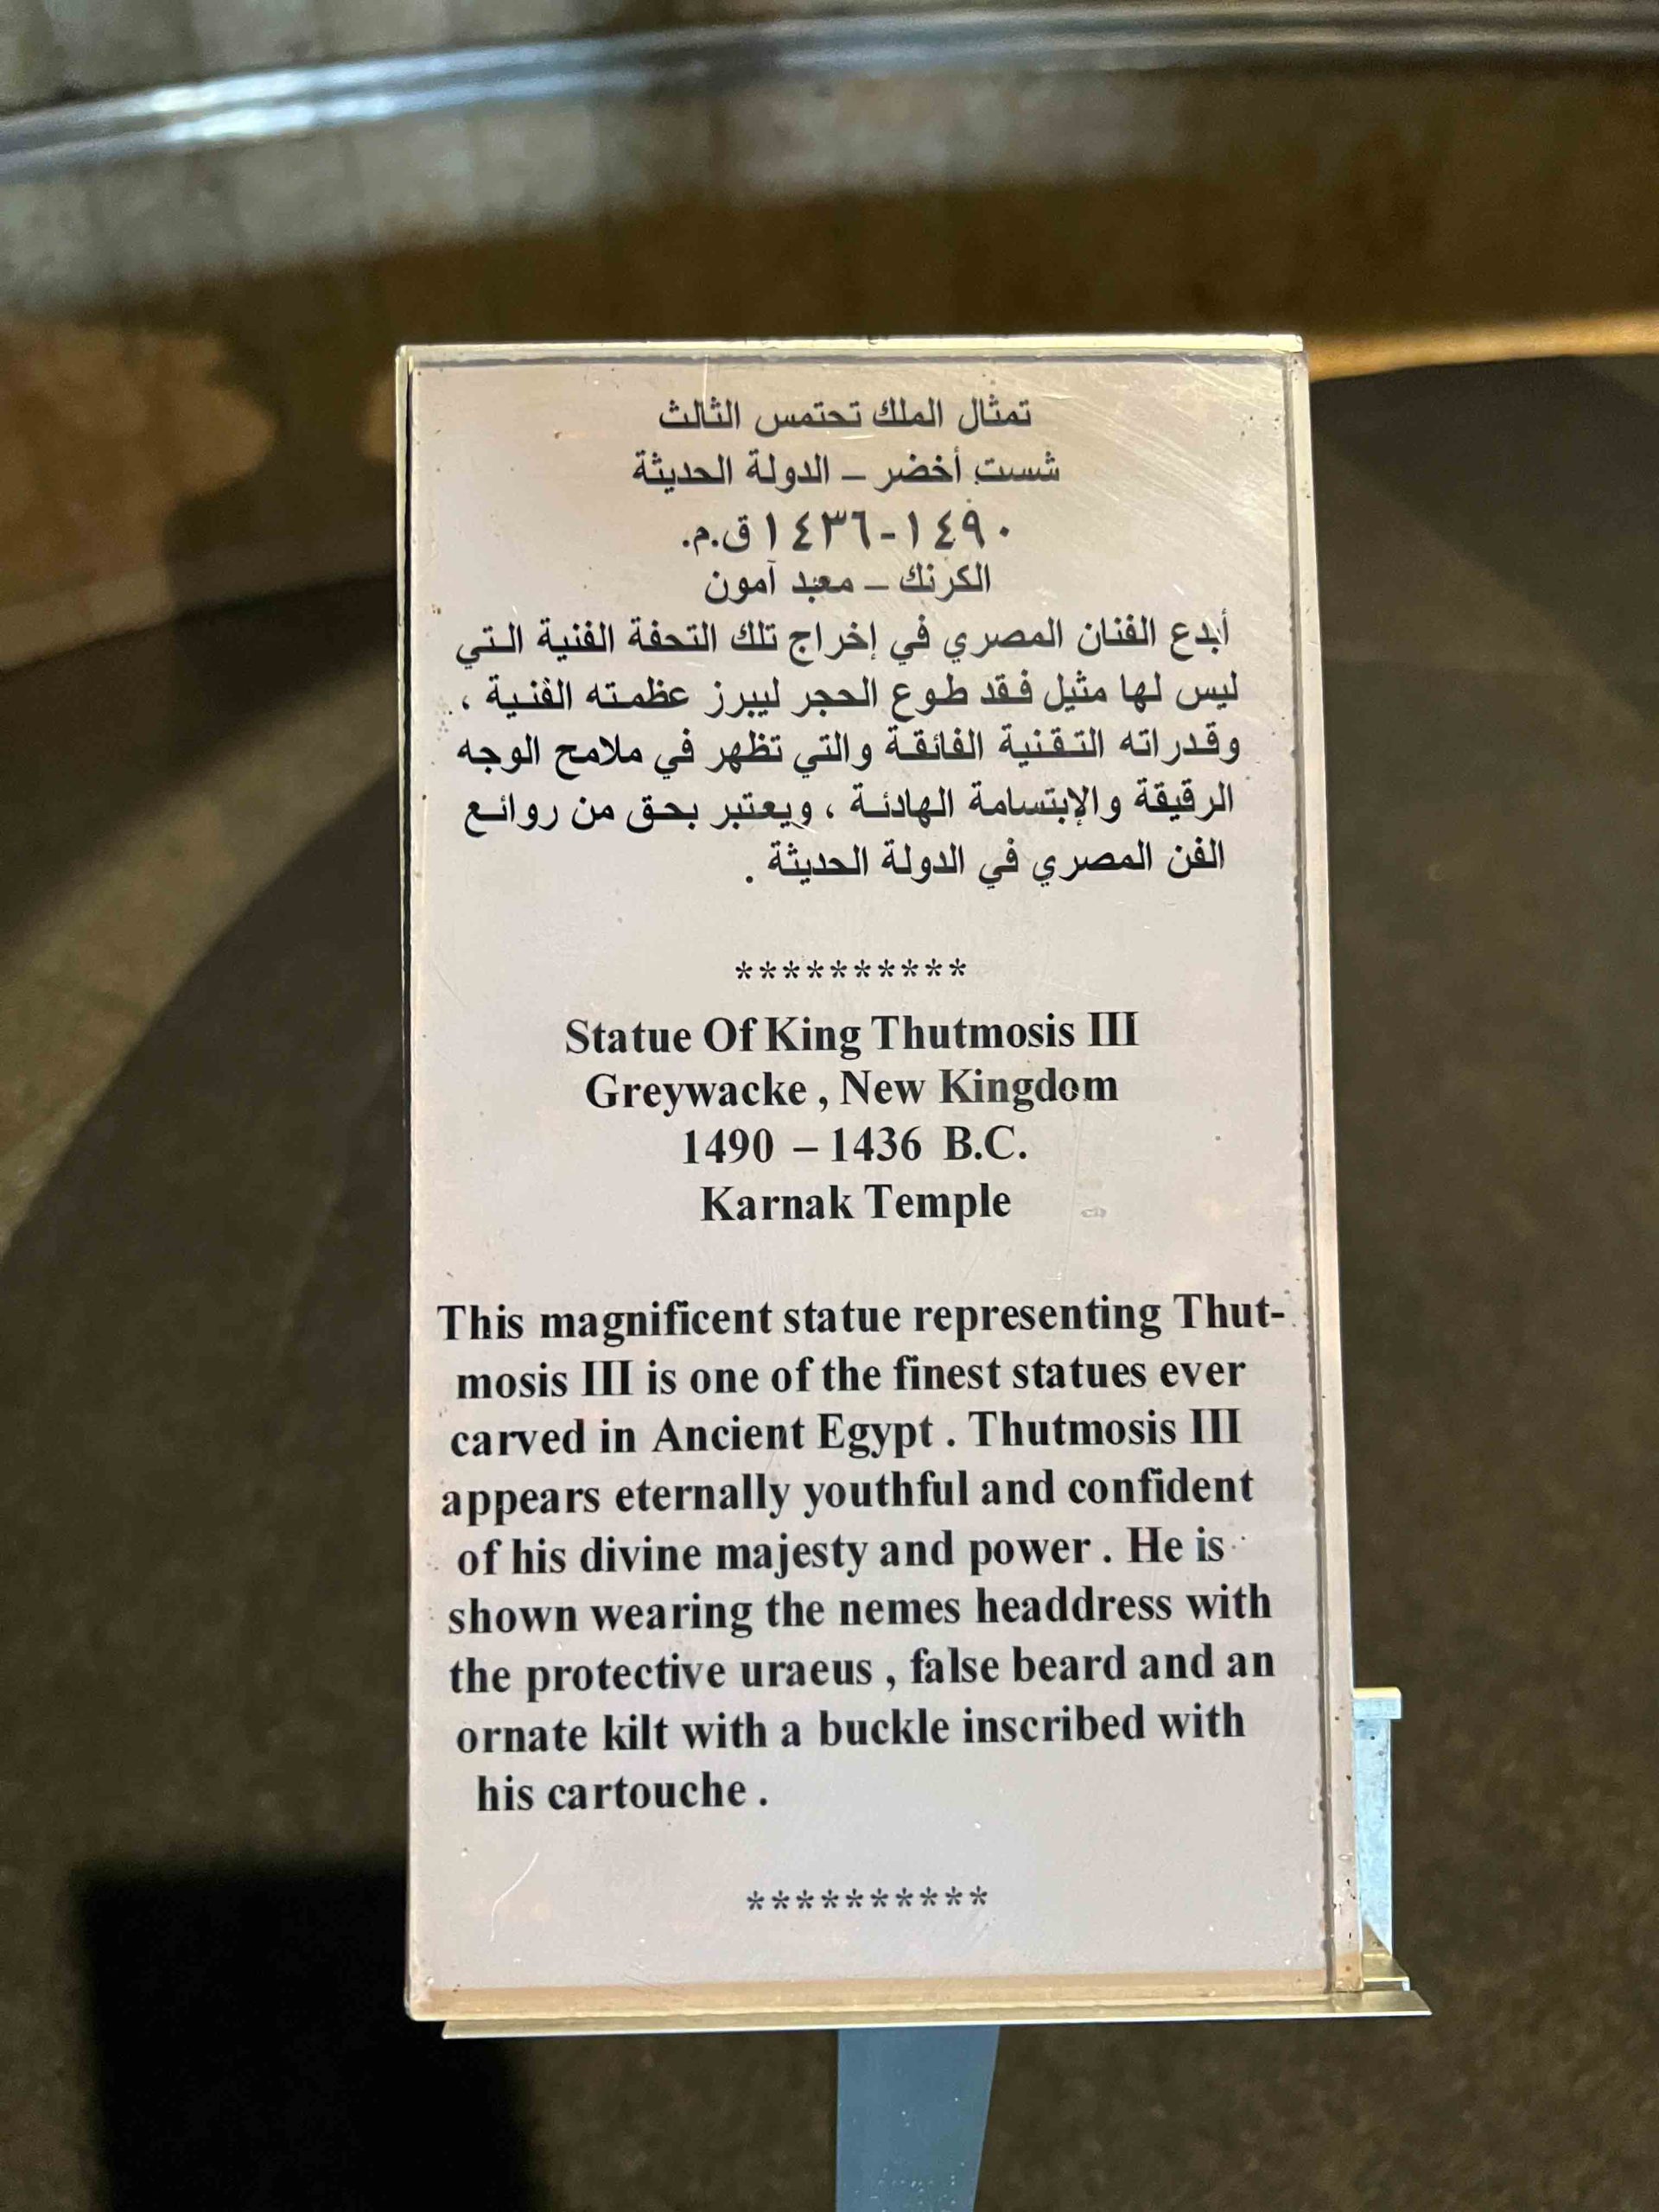 تمثال الملك تحتمس الثالث
شست أخضر – الدولة الحديثة
١٤٩٠-١٤٣٦ ق.م.
الكرنك – معبد آمون
أبدع الفنان المصري في إخراج تلك التحفة الفنية التي
ليس لها مثيل فقد طوع الحجر ليبرز عظمته الفنية ،
وقدراته التقنية الفائقة والتي تظهر في ملامح الوجه
الرقيقة والإبتسامة الهادئة ، ويعتبر بحق من روائع
الفن المصري في الدولة الحديثة .
**********
Statue Of King Thutmosis III
Greywacke , New Kingdom
1490 – 1436 B.C.
Karnak Temple
This magnificent statue representing Thut-
mosis III is one of the finest statues ever
carved in Ancient Egypt . Thutmosis III
appears eternally youthful and confident
of his divine majesty and power . He is
shown wearing the nemes headdress with
the protective uraeus , false beard and an
ornate kilt with a buckle inscribed with
his cartouche .
**********